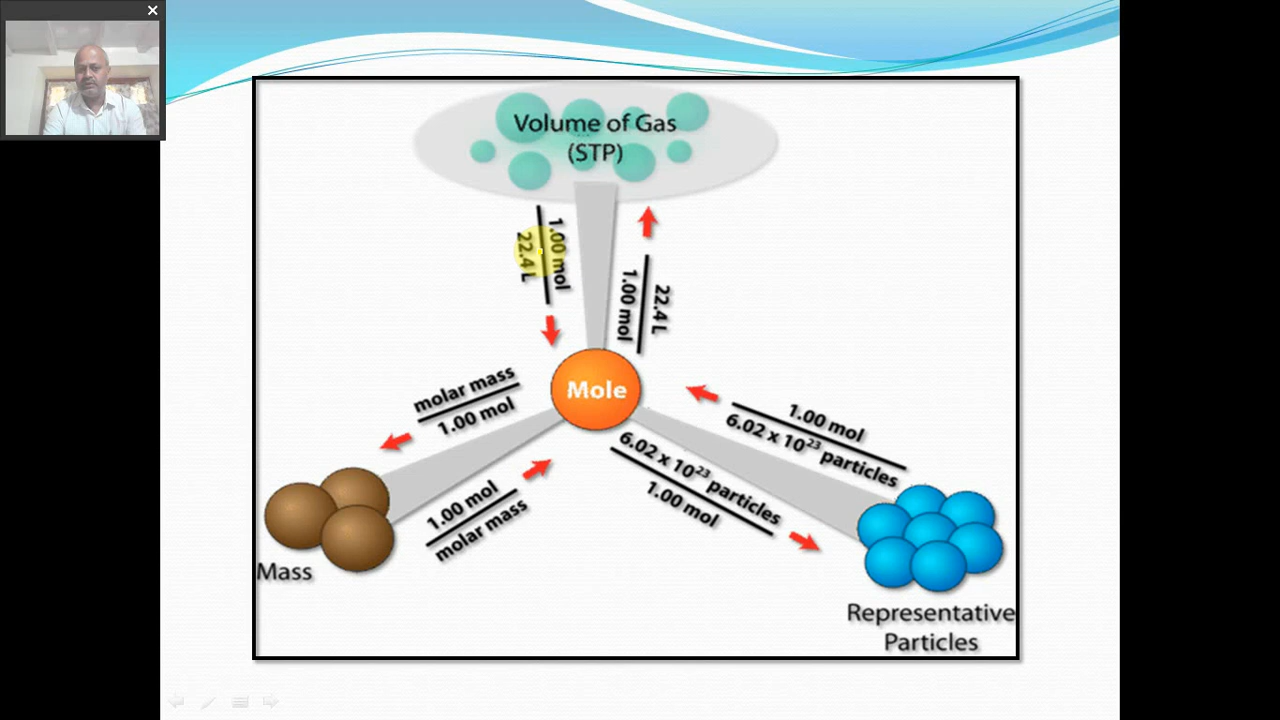 Volume of Gas
(STP)
1.00 mol
22.4 L
22.4 L
1.00 mol
Mole
molar mass
1.00 mol
1.00 mol
molar mass
1.00 mol
6.02 x 10²³ particles
6.02 x 10²³ particles
1.00 mol
Mass
Representative
Particles